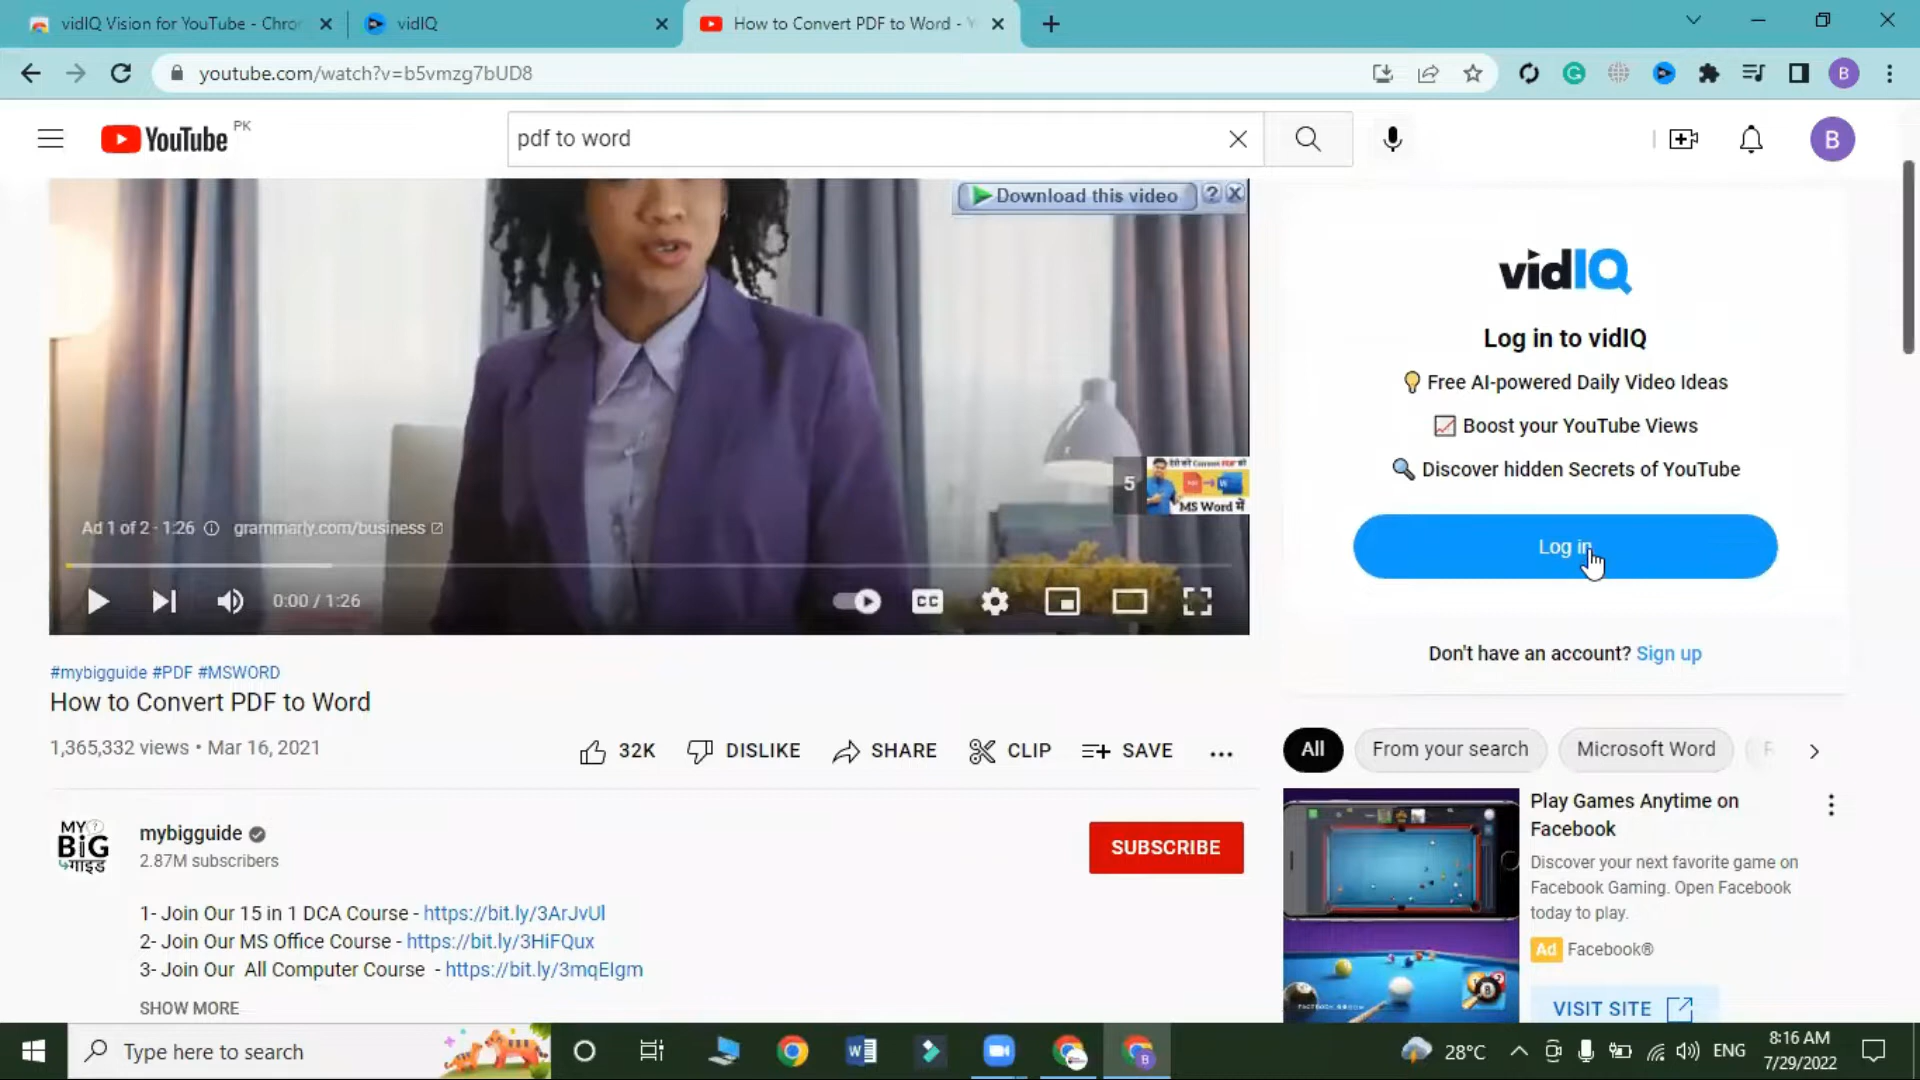 vidIQ Vision for YouTube - Chro
vidIQ
How to Convert PDF to Word - Y
youtube.com/watch?v=b5vmzg7bUD8
B
YouTube PK
pdf to word
B
Download this video ?
5
MS Word में
Ad 1 of 2 · 1:26
grammarly.com/business
0:00 / 1:26
CC
vidIQ
Log in to vidIQ
Free AI-powered Daily Video Ideas
Boost your YouTube Views
Discover hidden Secrets of YouTube
Log in
Don't have an account? Sign up
#mybigguide #PDF #MSWORD
How to Convert PDF to Word
1,365,332 views • Mar 16, 2021
32K
DISLIKE
SHARE
CLIP
SAVE
All
From your search
Microsoft Word
MY
BiG
गाइड
mybigguide
2.87M subscribers
SUBSCRIBE
1- Join Our 15 in 1 DCA Course - https://bit.ly/3ArJvUl
2- Join Our MS Office Course - https://bit.ly/3HiFQux
3- Join Our All Computer Course - https://bit.ly/3mqEIgm
SHOW MORE
Play Games Anytime on
Facebook
Discover your next favorite game on
Facebook Gaming. Open Facebook
today to play.
Ad Facebook®
VISIT SITE
Type here to search
28°C
ENG
8:16 AM
7/29/2022